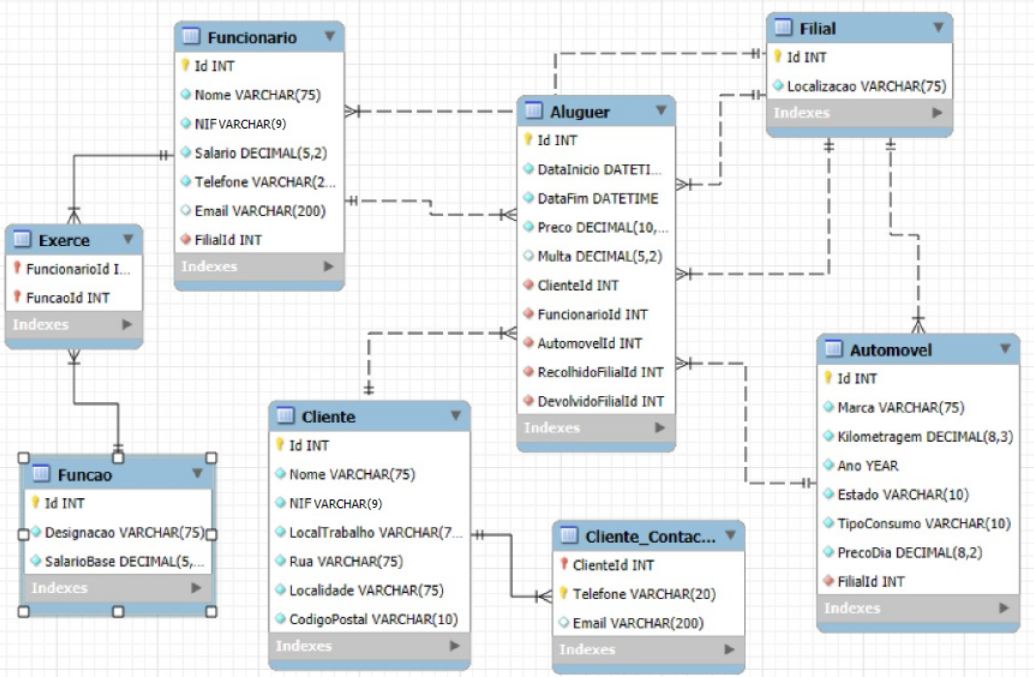 Funcionario
Id INT
Nome VARCHAR(75)
NIF VARCHAR(9)
Salario DECIMAL(5,2)
Telefone VARCHAR(2...
Email VARCHAR(200)
FilialId INT
Indexes
Filial
Id INT
Localizacao VARCHAR(75)
Indexes
Aluguer
Id INT
DataInicio DATETI...
DataFim DATETIME
Preco DECIMAL(10,...
Multa DECIMAL(5,2)
ClienteId INT
FuncionarioId INT
AutomovelId INT
RecolhidoFilialId INT
DevolvidoFilialId INT
Indexes
Exerce
FuncionarioId I...
FuncaoId INT
Indexes
Automovel
Id INT
Marca VARCHAR(75)
Kilometragem DECIMAL(8,3)
Ano YEAR
Estado VARCHAR(10)
TipoConsumo VARCHAR(10)
PrecoDia DECIMAL(8,2)
FilialId INT
Indexes
Cliente
Id INT
Nome VARCHAR(75)
NIF VARCHAR(9)
LocalTrabalho VARCHAR(7...
Rua VARCHAR(75)
Localidade VARCHAR(75)
CodigoPostal VARCHAR(10)
Indexes
Funcao
Id INT
Designacao VARCHAR(75)
SalarioBase DECIMAL(5,...
Indexes
Cliente_Contac...
ClienteId INT
Telefone VARCHAR(20)
Email VARCHAR(200)
Indexes